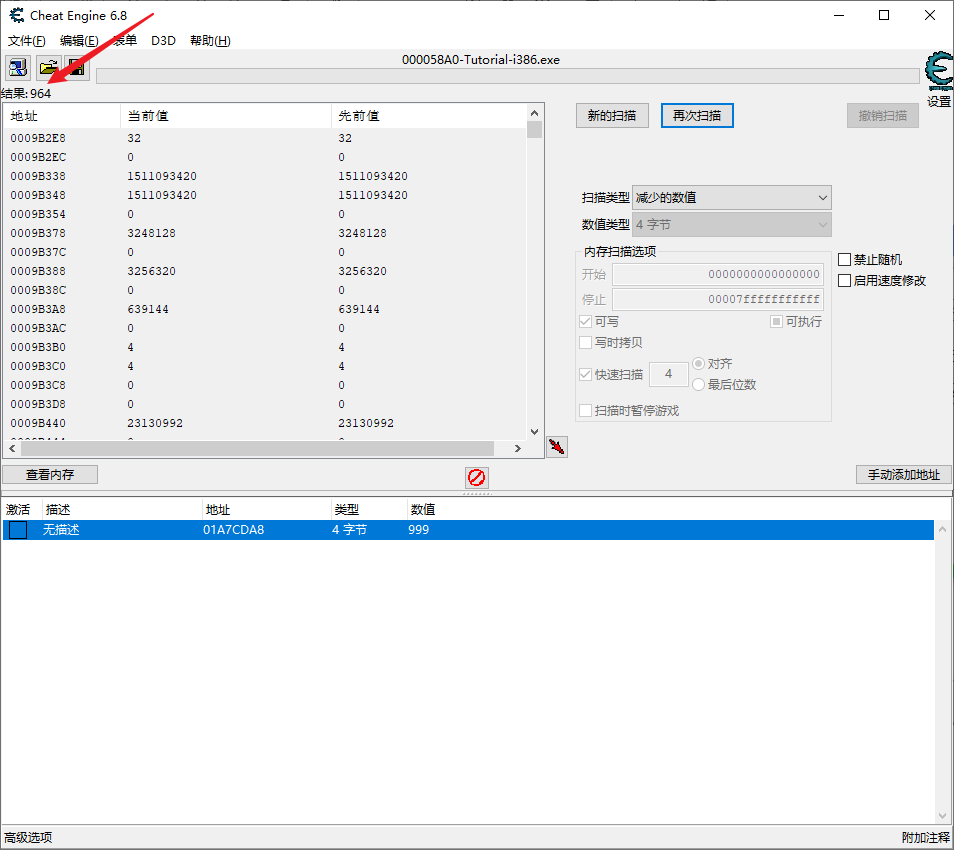 Cheat Engine 6.8
文件(F) 编辑(E) 表单 D3D 帮助(H)
000058A0-Tutorial-i386.exe
结果:964
设置
地址 当前值 先前值
0009B2E8 32 32
0009B2EC 0 0
0009B338 1511093420 1511093420
0009B348 1511093420 1511093420
0009B354 0 0
0009B378 3248128 3248128
0009B37C 0 0
0009B388 3256320 3256320
0009B38C 0 0
0009B3A8 639144 639144
0009B3AC 0 0
0009B3B0 4 4
0009B3C0 4 4
0009B3C8 0 0
0009B3D8 0 0
0009B440 23130992 23130992
新的扫描 再次扫描 撤销扫描
扫描类型 减少的数值
数值类型 4 字节
内存扫描选项
开始 0000000000000000
停止 00007fffffffffff
可写 可执行
写时拷贝
快速扫描 4 对齐
最后位数
扫描时暂停游戏
禁止随机
启用速度修改
查看内存 手动添加地址
激活 描述 地址 类型 数值
无描述 01A7CDA8 4 字节 999
高级选项 附加注释